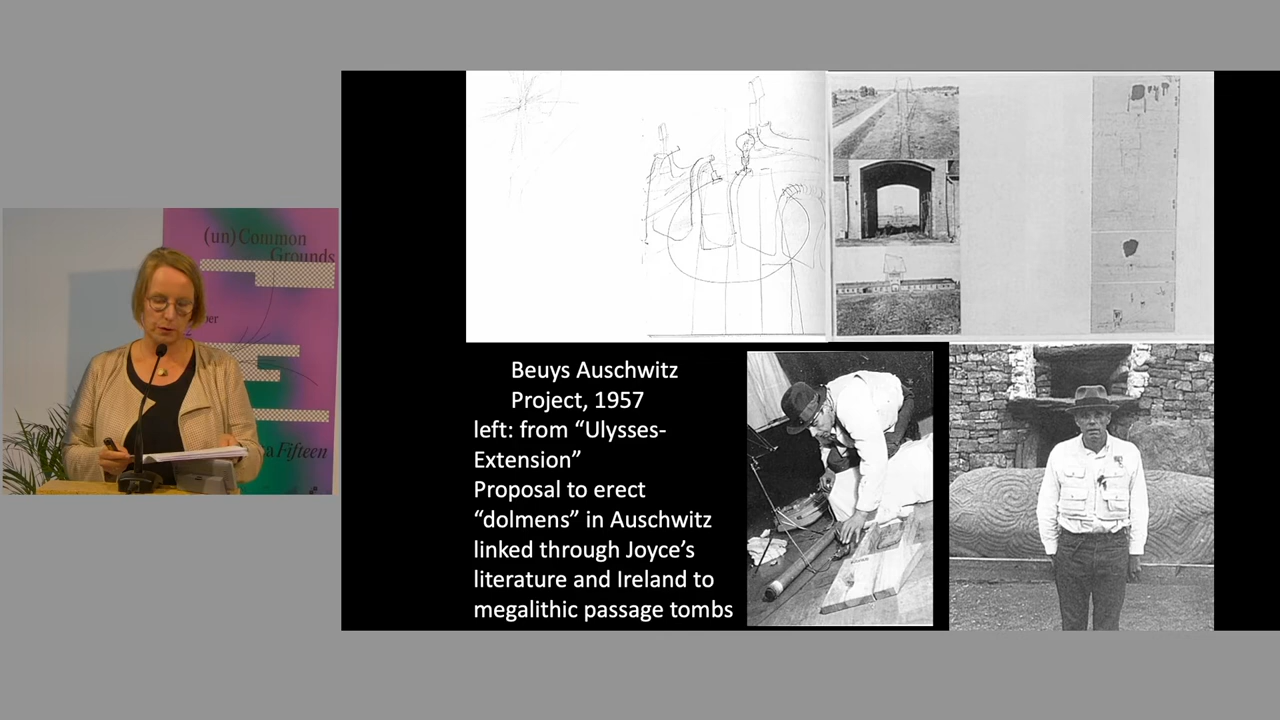 (un)Common
Grounds
ber
a Fifteen
Beuys Auschwitz
Project, 1957
left: from “Ulysses-
Extension”
Proposal to erect
“dolmens” in Auschwitz
linked through Joyce’s
literature and Ireland to
megalithic passage tombs